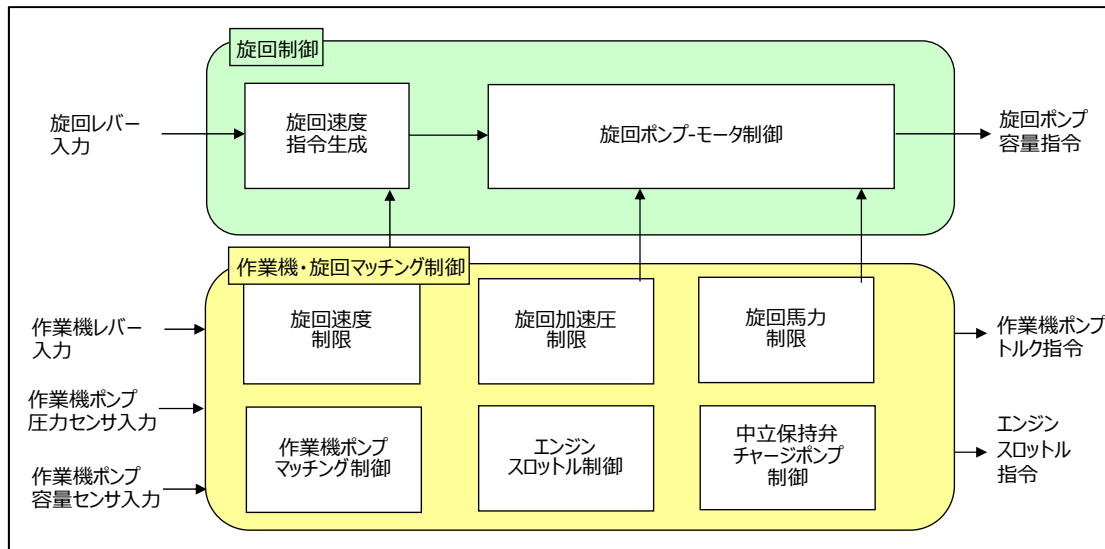 旋回制御
旋回レバー
入力
旋回速度
指令生成
旋回ポンプ-モータ制御
旋回ポンプ
容量指令
作業機・旋回マッチング制御
作業機レバー
入力
作業機ポンプ
圧力センサ入力
作業機ポンプ
容量センサ入力
旋回速度
制限
旋回加速圧
制限
旋回馬力
制限
作業機ポンプ
マッチング制御
エンジン
スロットル制御
中立保持弁
チャージポンプ
制御
作業機ポンプ
トルク指令
エンジン
スロットル
指令